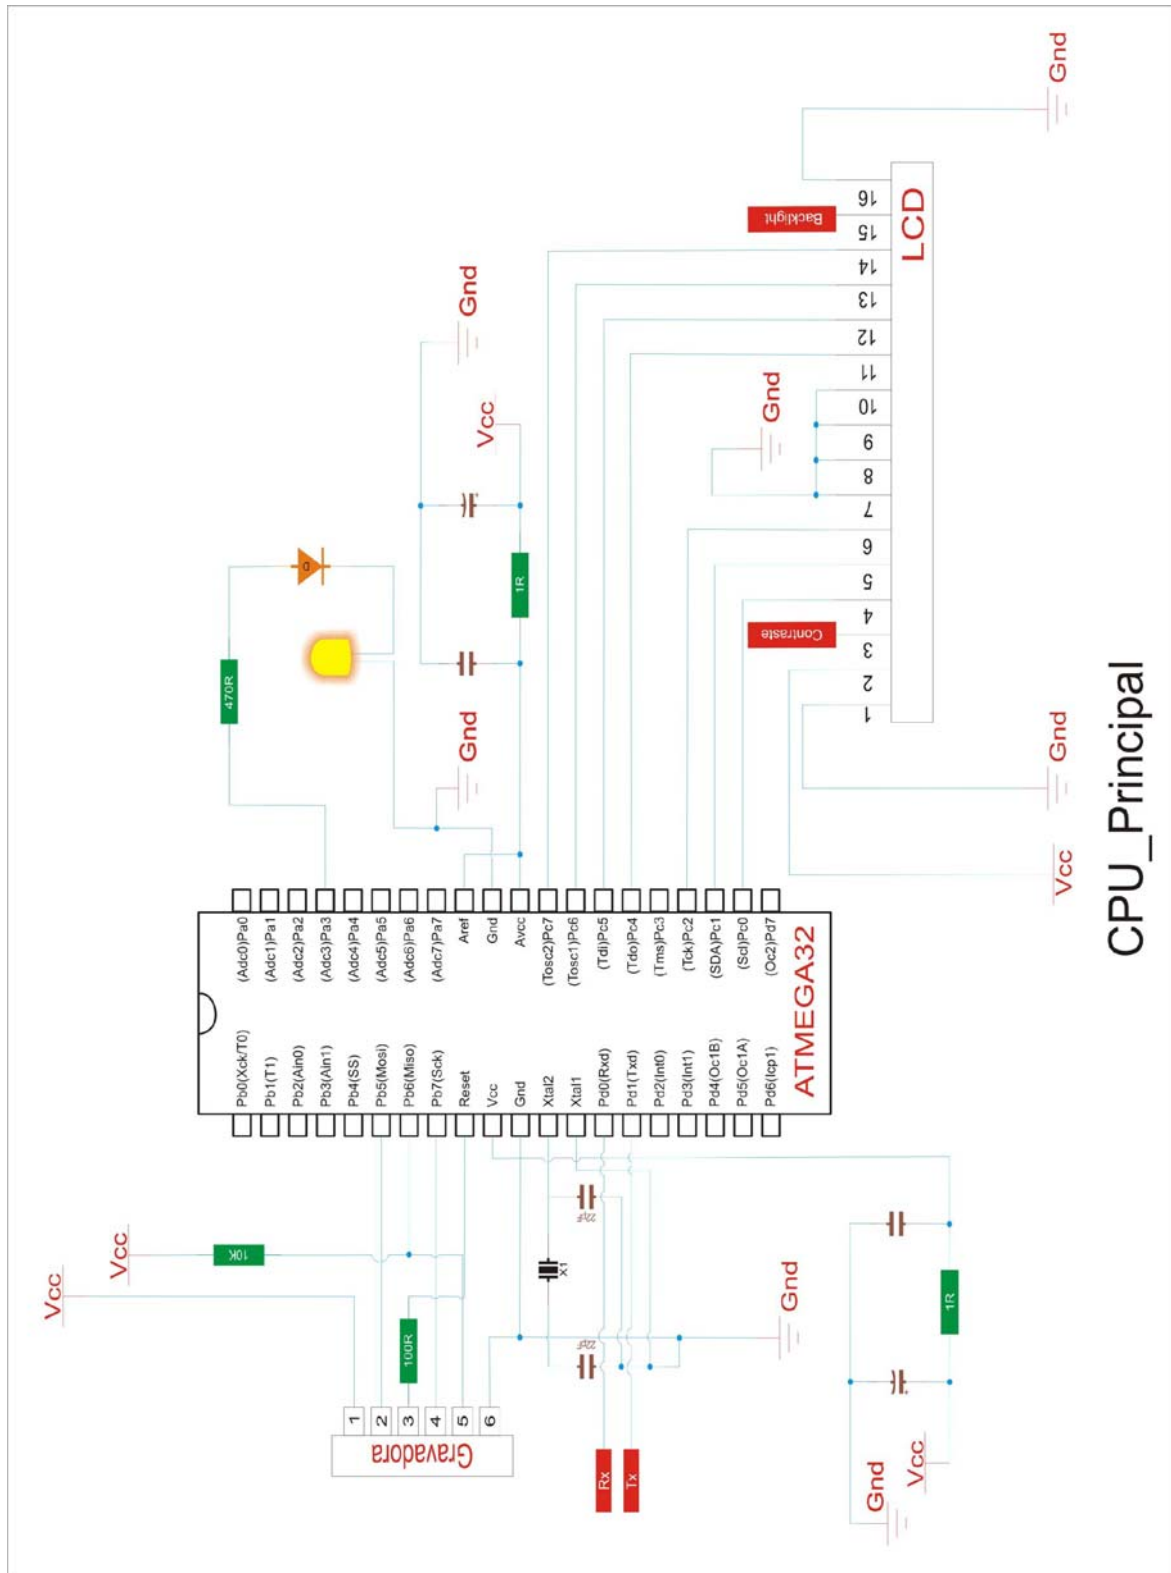 CPU_Principal
Vcc
Vcc
10K
100R
Gravadora
1
2
3
4
5
6
ATMEGA32
Pb0(Xck/T0)
Pb1(T1)
Pb2(Ain0)
Pb3(Ain1)
Pb4(SS)
Pb5(Mosi)
Pb6(Miso)
Pb7(Sck)
Reset
Vcc
Gnd
Xtal2
Xtal1
Pd0(Rxd)
Pd1(Txd)
Pd2(Int0)
Pd3(Int1)
Pd4(Oc1B)
Pd5(Oc1A)
Pd6(Icp1)
(Adc0)Pa0
(Adc1)Pa1
(Adc2)Pa2
(Adc3)Pa3
(Adc4)Pa4
(Adc5)Pa5
(Adc6)Pa6
(Adc7)Pa7
Aref
Gnd
Avcc
(Tosc2)Pc7
(Tosc1)Pc6
(Tdi)Pc5
(Tdo)Pc4
(Tms)Pc3
(Tck)Pc2
(SDA)Pc1
(Scl)Pc0
(Oc2)Pd7
22pF
22pF
X1
Rx
Tx
Gnd
Gnd
Vcc
1R
470R
D
Gnd
Gnd
Vcc
1R
Gnd
LCD
1
2
3
4
5
6
7
8
9
10
11
12
13
14
15
16
Contraste
Backlight
Vcc
Gnd
Gnd